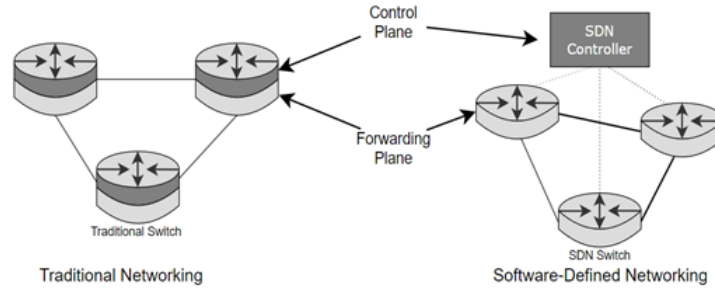 Control
Plane
SDN
Controller
Forwarding
Plane
Traditional Switch
SDN Switch
Traditional Networking
Software-Defined Networking